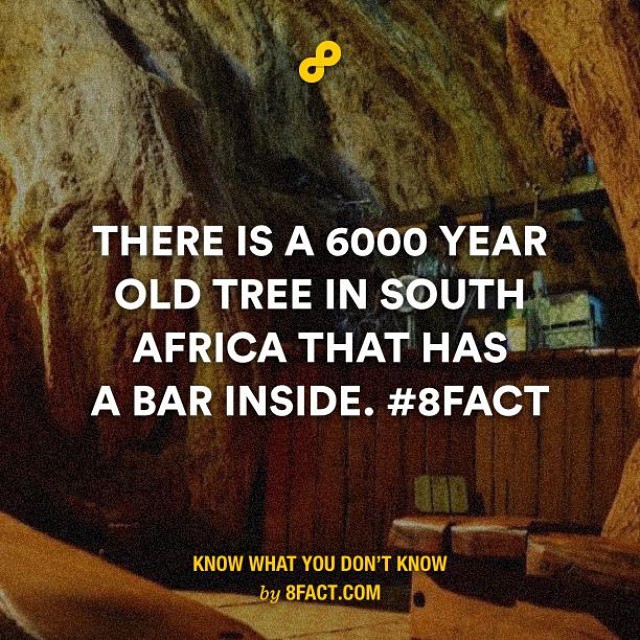 THERE IS A 6000 YEAR
OLD TREE IN SOUTH
AFRICA THAT HAS
A BAR INSIDE. #8FACT
KNOW WHAT YOU DON'T KNOW
by 8FACT.COM